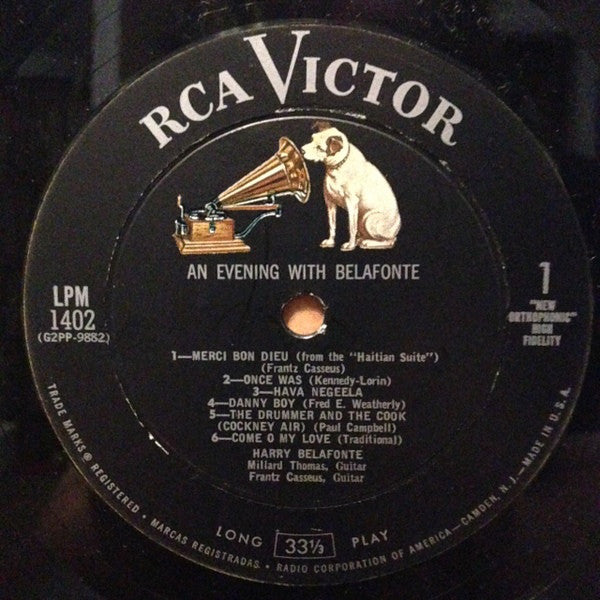 RCA VICTOR
AN EVENING WITH BELAFONTE
LPM
1402
(G2PP-9882)
1
"NEW
ORTHOPHONIC"
HIGH
FIDELITY
1—MERCI BON DIEU (from the "Haitian Suite")
(Frantz Casseus)
2—ONCE WAS (Kennedy-Lorin)
3—HAVA NEGEELA
4—DANNY BOY (Fred E. Weatherly)
5—THE DRUMMER AND THE COOK
(COCKNEY AIR) (Paul Campbell)
6—COME O MY LOVE (Traditional)
HARRY BELAFONTE
Millard Thomas, Guitar
Frantz Casseus, Guitar
LONG 33⅓ PLAY
TRADE MARKS ® REGISTERED • MARCAS REGISTRADAS • RADIO CORPORATION OF AMERICA—CAMDEN, N. J.—MADE IN U.S.A.